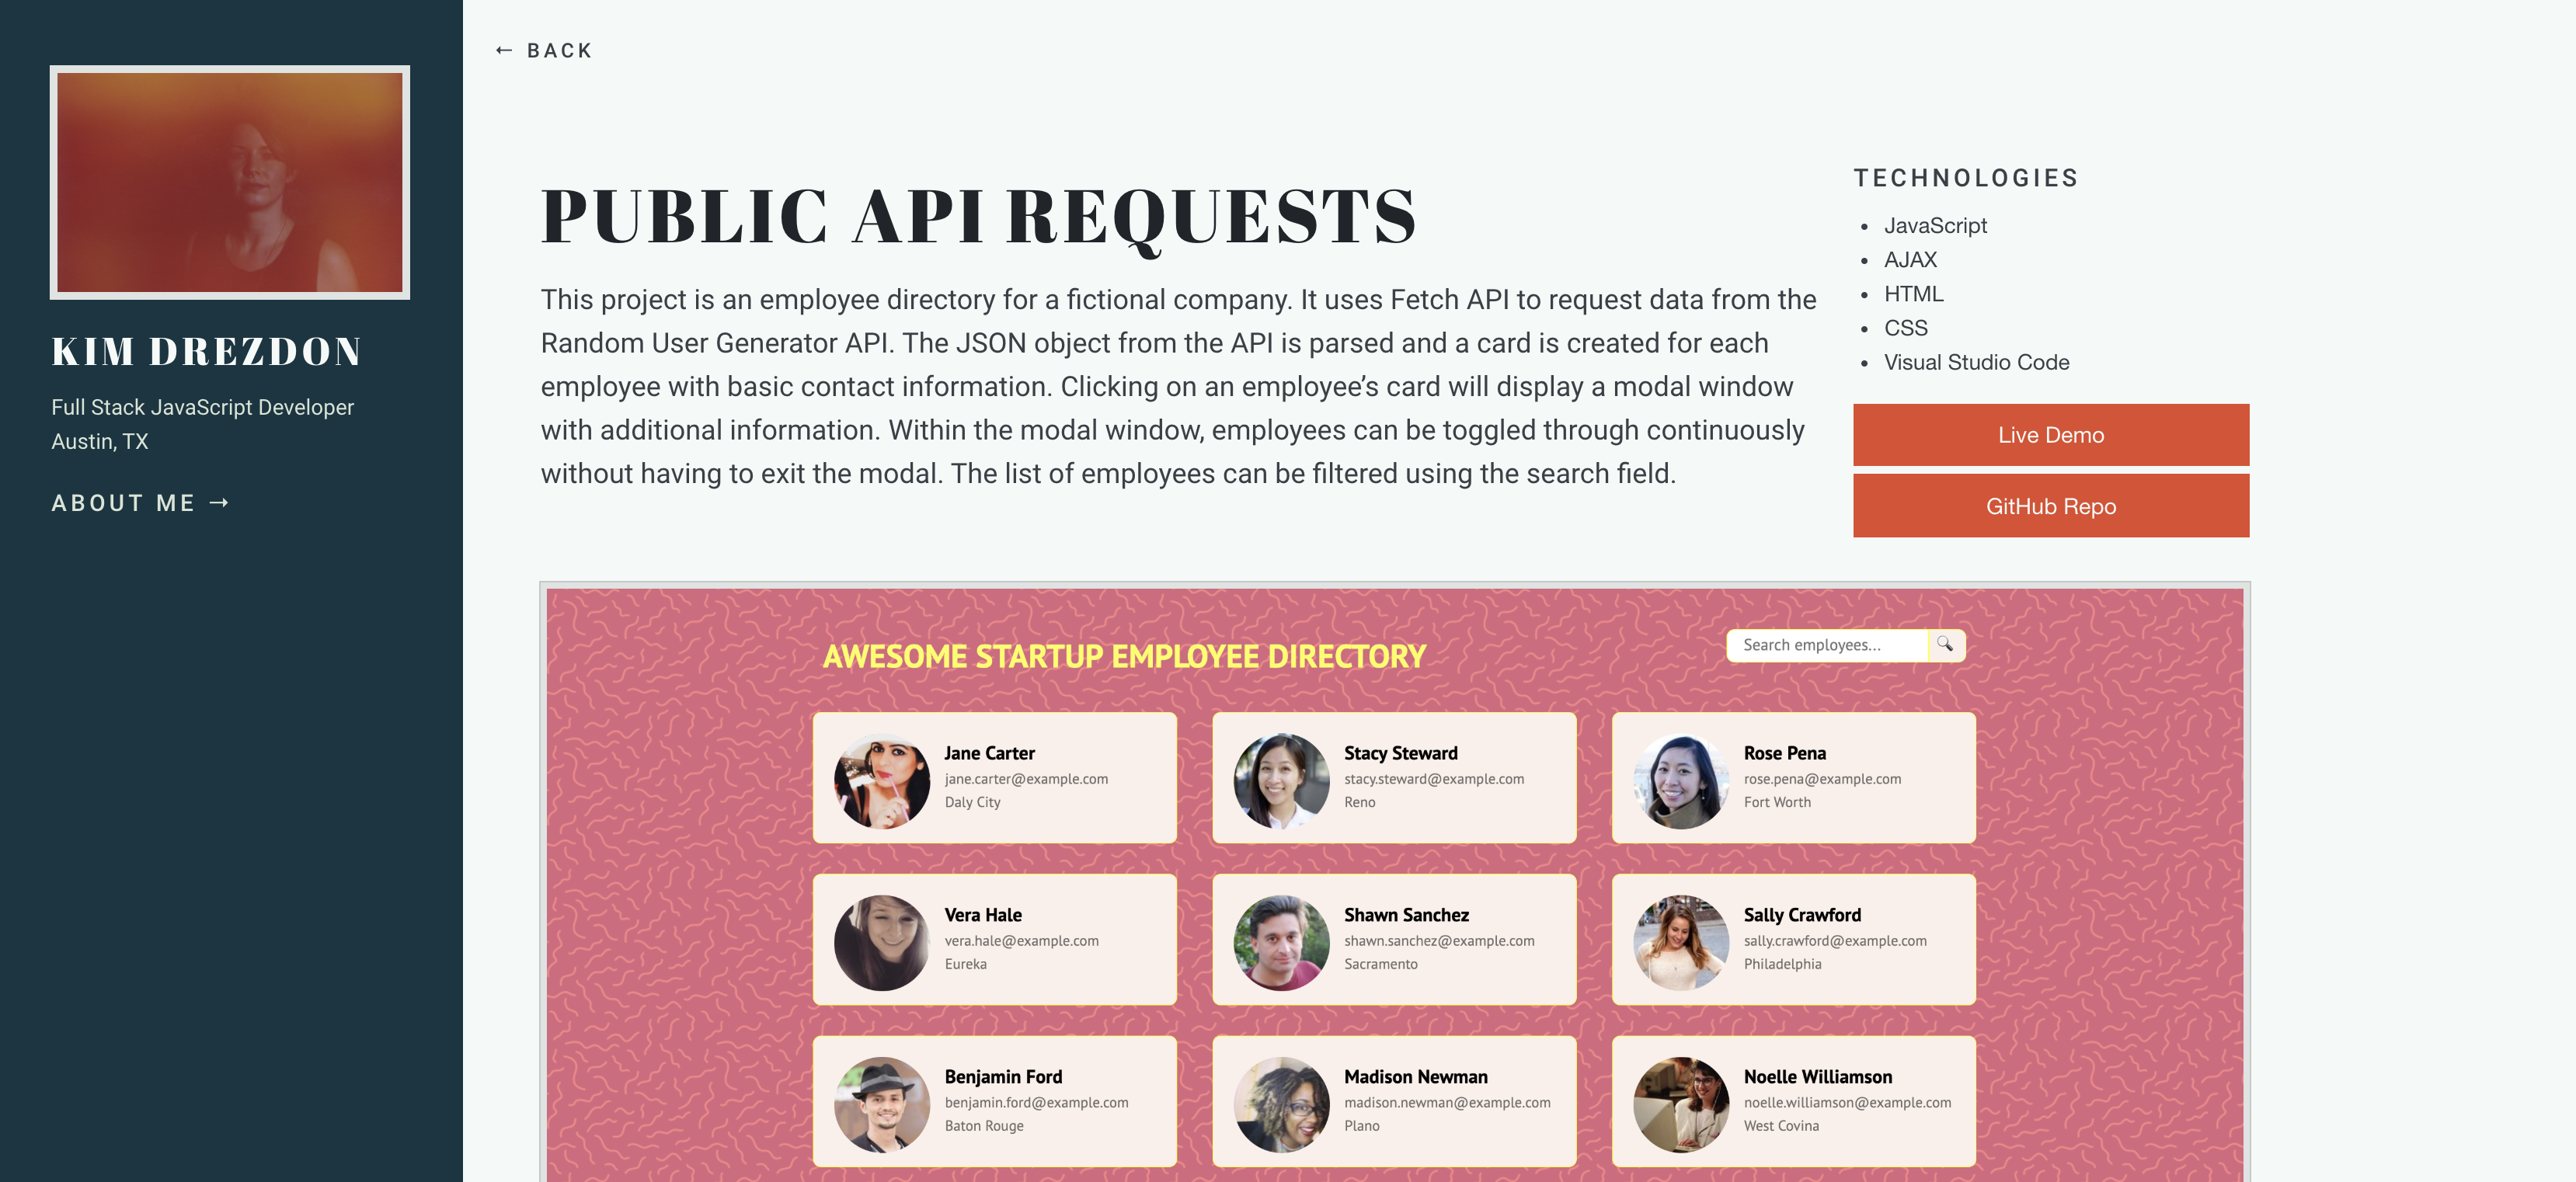 KIM DREZDON
Full Stack JavaScript Developer
Austin, TX
ABOUT ME →
← BACK
PUBLIC API REQUESTS
This project is an employee directory for a fictional company. It uses Fetch API to request data from the
Random User Generator API. The JSON object from the API is parsed and a card is created for each
employee with basic contact information. Clicking on an employee’s card will display a modal window
with additional information. Within the modal window, employees can be toggled through continuously
without having to exit the modal. The list of employees can be filtered using the search field.
TECHNOLOGIES
• JavaScript
• AJAX
• HTML
• CSS
• Visual Studio Code
Live Demo
GitHub Repo
AWESOME STARTUP EMPLOYEE DIRECTORY
Search employees...
Jane Carter
jane.carter@example.com
Daly City
Stacy Steward
stacy.steward@example.com
Reno
Rose Pena
rose.pena@example.com
Fort Worth
Vera Hale
vera.hale@example.com
Eureka
Shawn Sanchez
shawn.sanchez@example.com
Sacramento
Sally Crawford
sally.crawford@example.com
Philadelphia
Benjamin Ford
benjamin.ford@example.com
Baton Rouge
Madison Newman
madison.newman@example.com
Plano
Noelle Williamson
noelle.williamson@example.com
West Covina